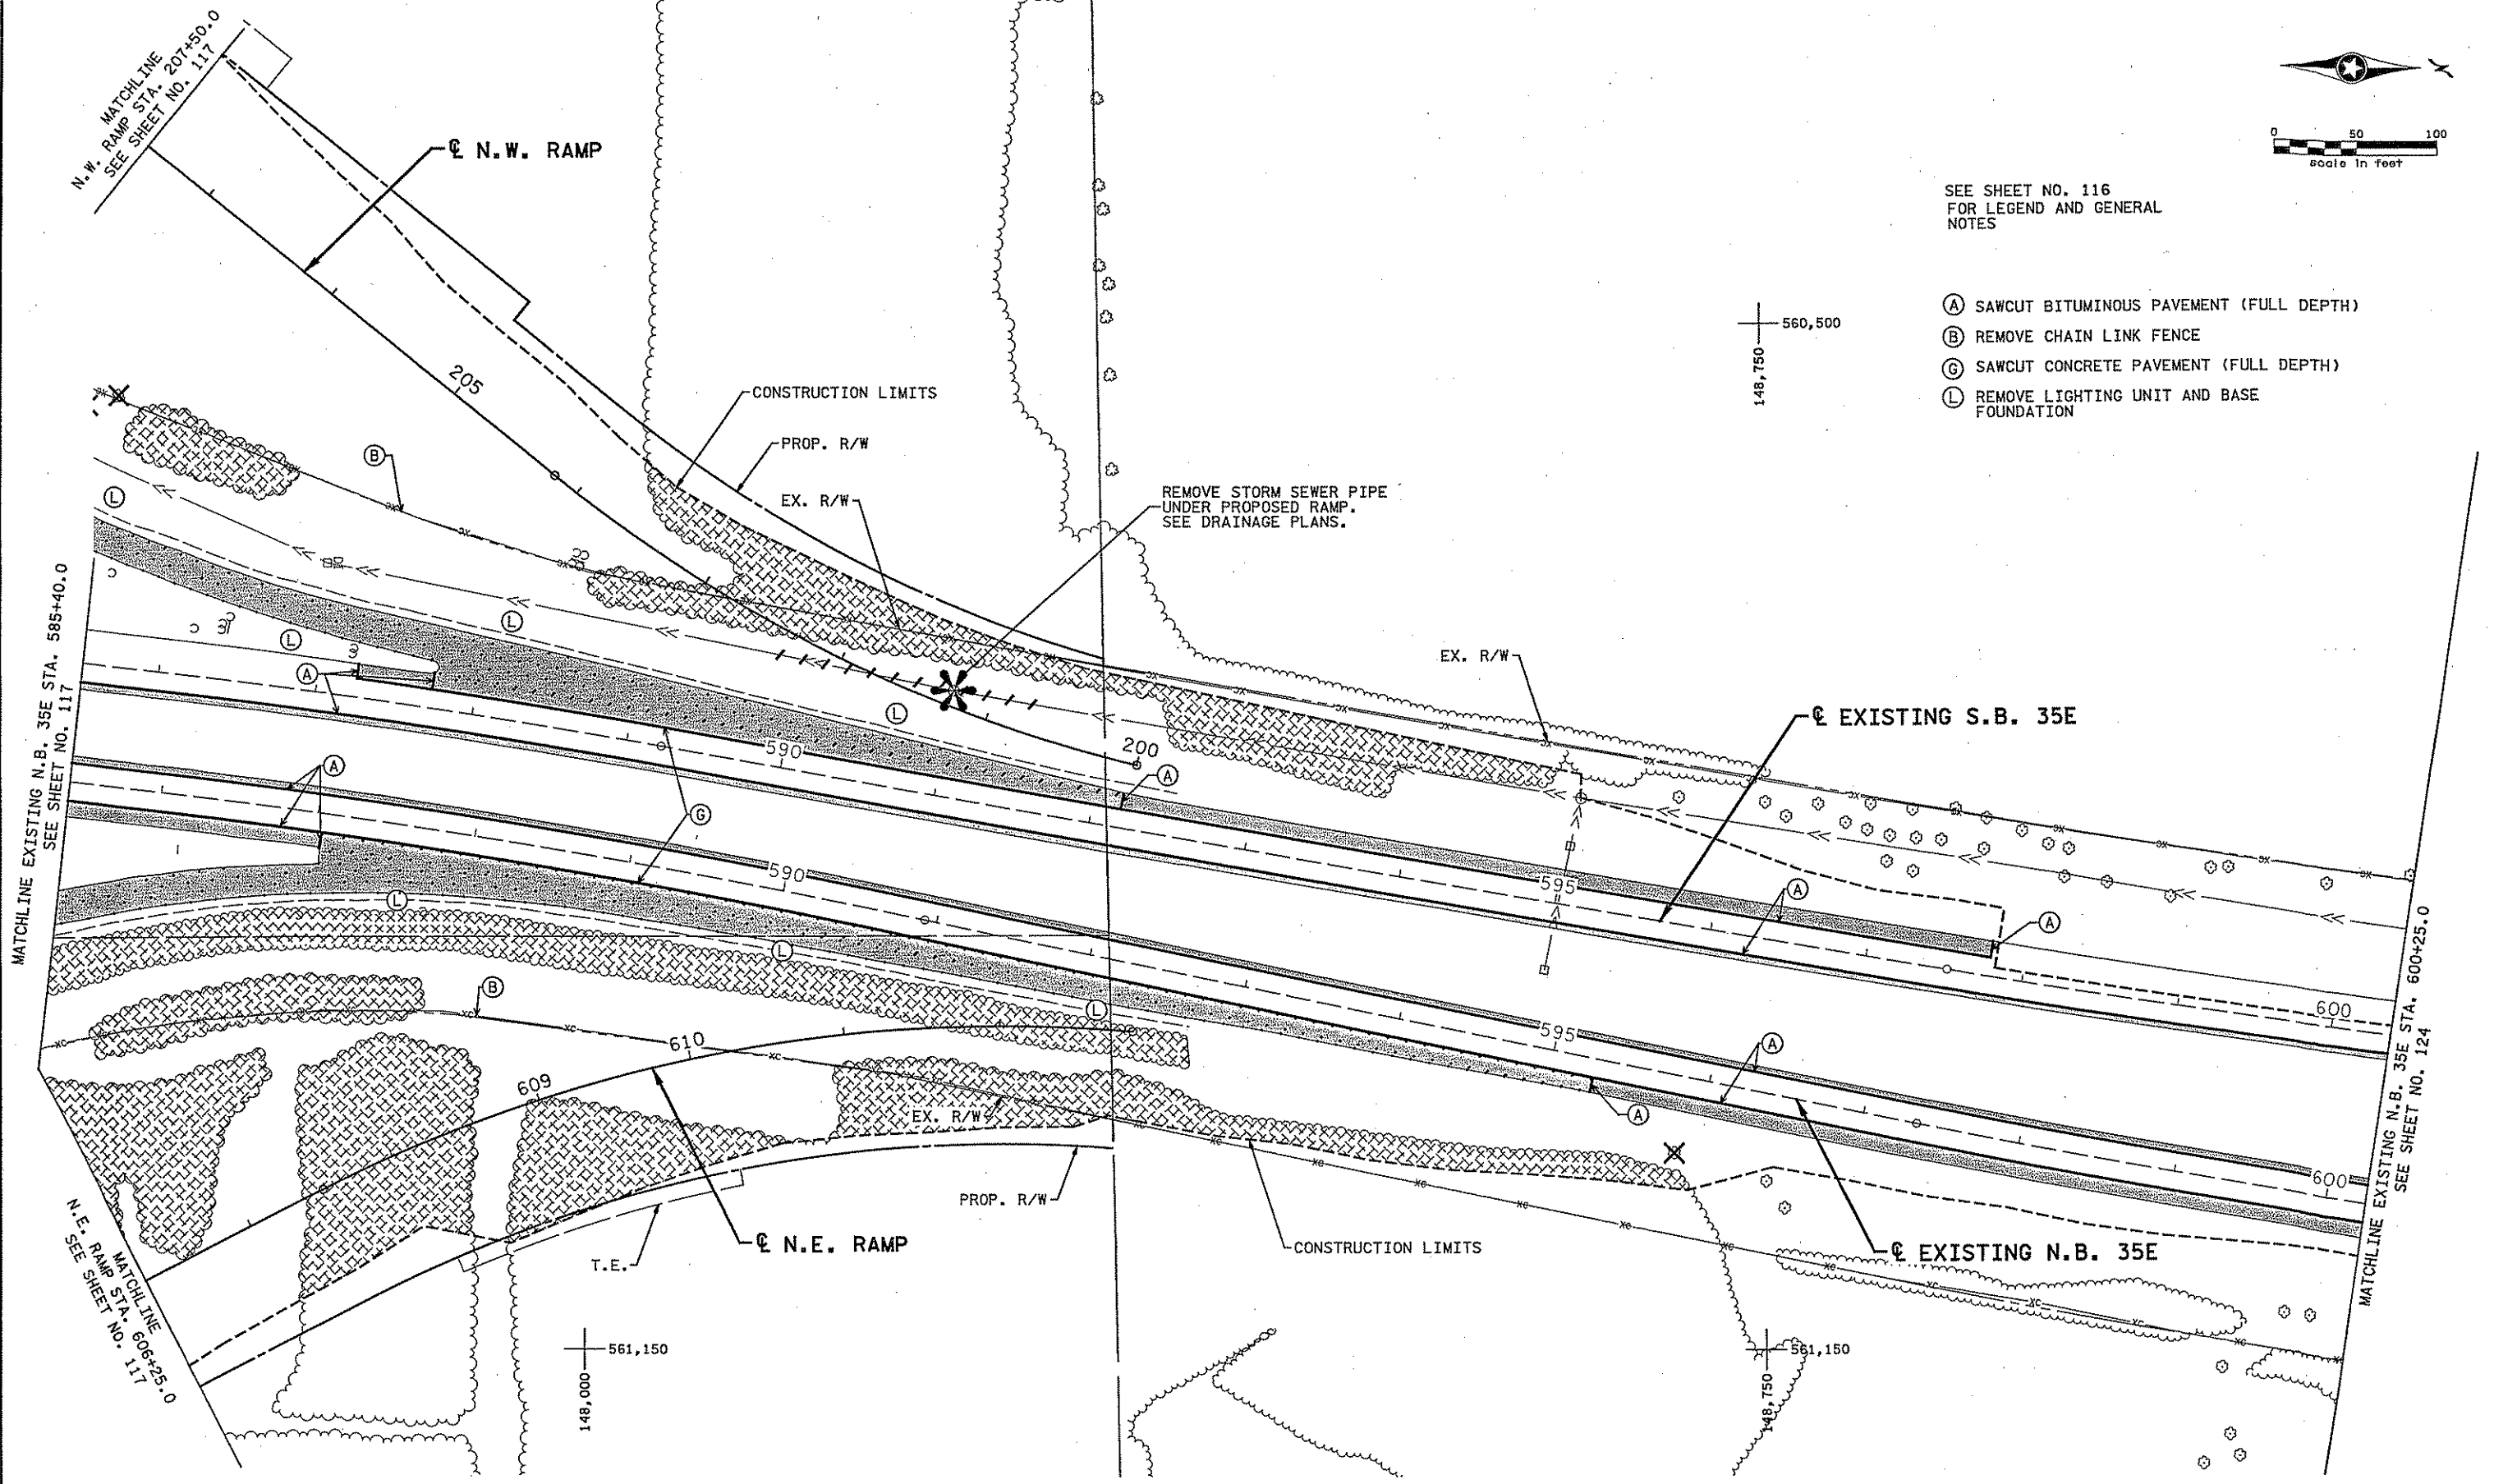 MATCHLINE
N.W. RAMP STA. 207+50.0
SEE SHEET NO. 117
℄ N.W. RAMP
0 50 100
scale in feet
SEE SHEET NO. 116
FOR LEGEND AND GENERAL
NOTES
560,500
148,750
A SAWCUT BITUMINOUS PAVEMENT (FULL DEPTH)
B REMOVE CHAIN LINK FENCE
G SAWCUT CONCRETE PAVEMENT (FULL DEPTH)
L REMOVE LIGHTING UNIT AND BASE
FOUNDATION
205
CONSTRUCTION LIMITS
PROP. R/W
B
EX. R/W
REMOVE STORM SEWER PIPE
UNDER PROPOSED RAMP.
SEE DRAINAGE PLANS.
L
L
L
A
L
EX. R/W
℄ EXISTING S.B. 35E
MATCHLINE EXISTING N.B. 35E STA. 585+40.0
SEE SHEET NO. 117
590
200
A
A
G
590
595
A
A
L
L
B
L
600
595
A
610
609
EX. R/W
A
600
PROP. R/W
T.E.
℄ N.E. RAMP
CONSTRUCTION LIMITS
℄ EXISTING N.B. 35E
MATCHLINE EXISTING N.B. 35E STA. 600+25.0
SEE SHEET NO. 124
MATCHLINE
N.E. RAMP STA. 606+25.0
SEE SHEET NO. 117
561,150
148,000
561,150
148,750